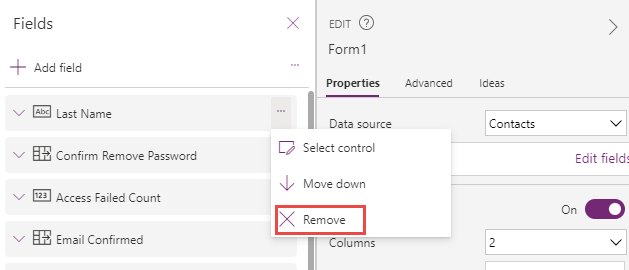 Fields
Add field
Abc Last Name
Confirm Remove Password
123 Access Failed Count
Email Confirmed
Select control
Move down
Remove
EDIT ?
Form1
Properties Advanced Ideas
Data source Contacts
Edit fields
On
Columns 2